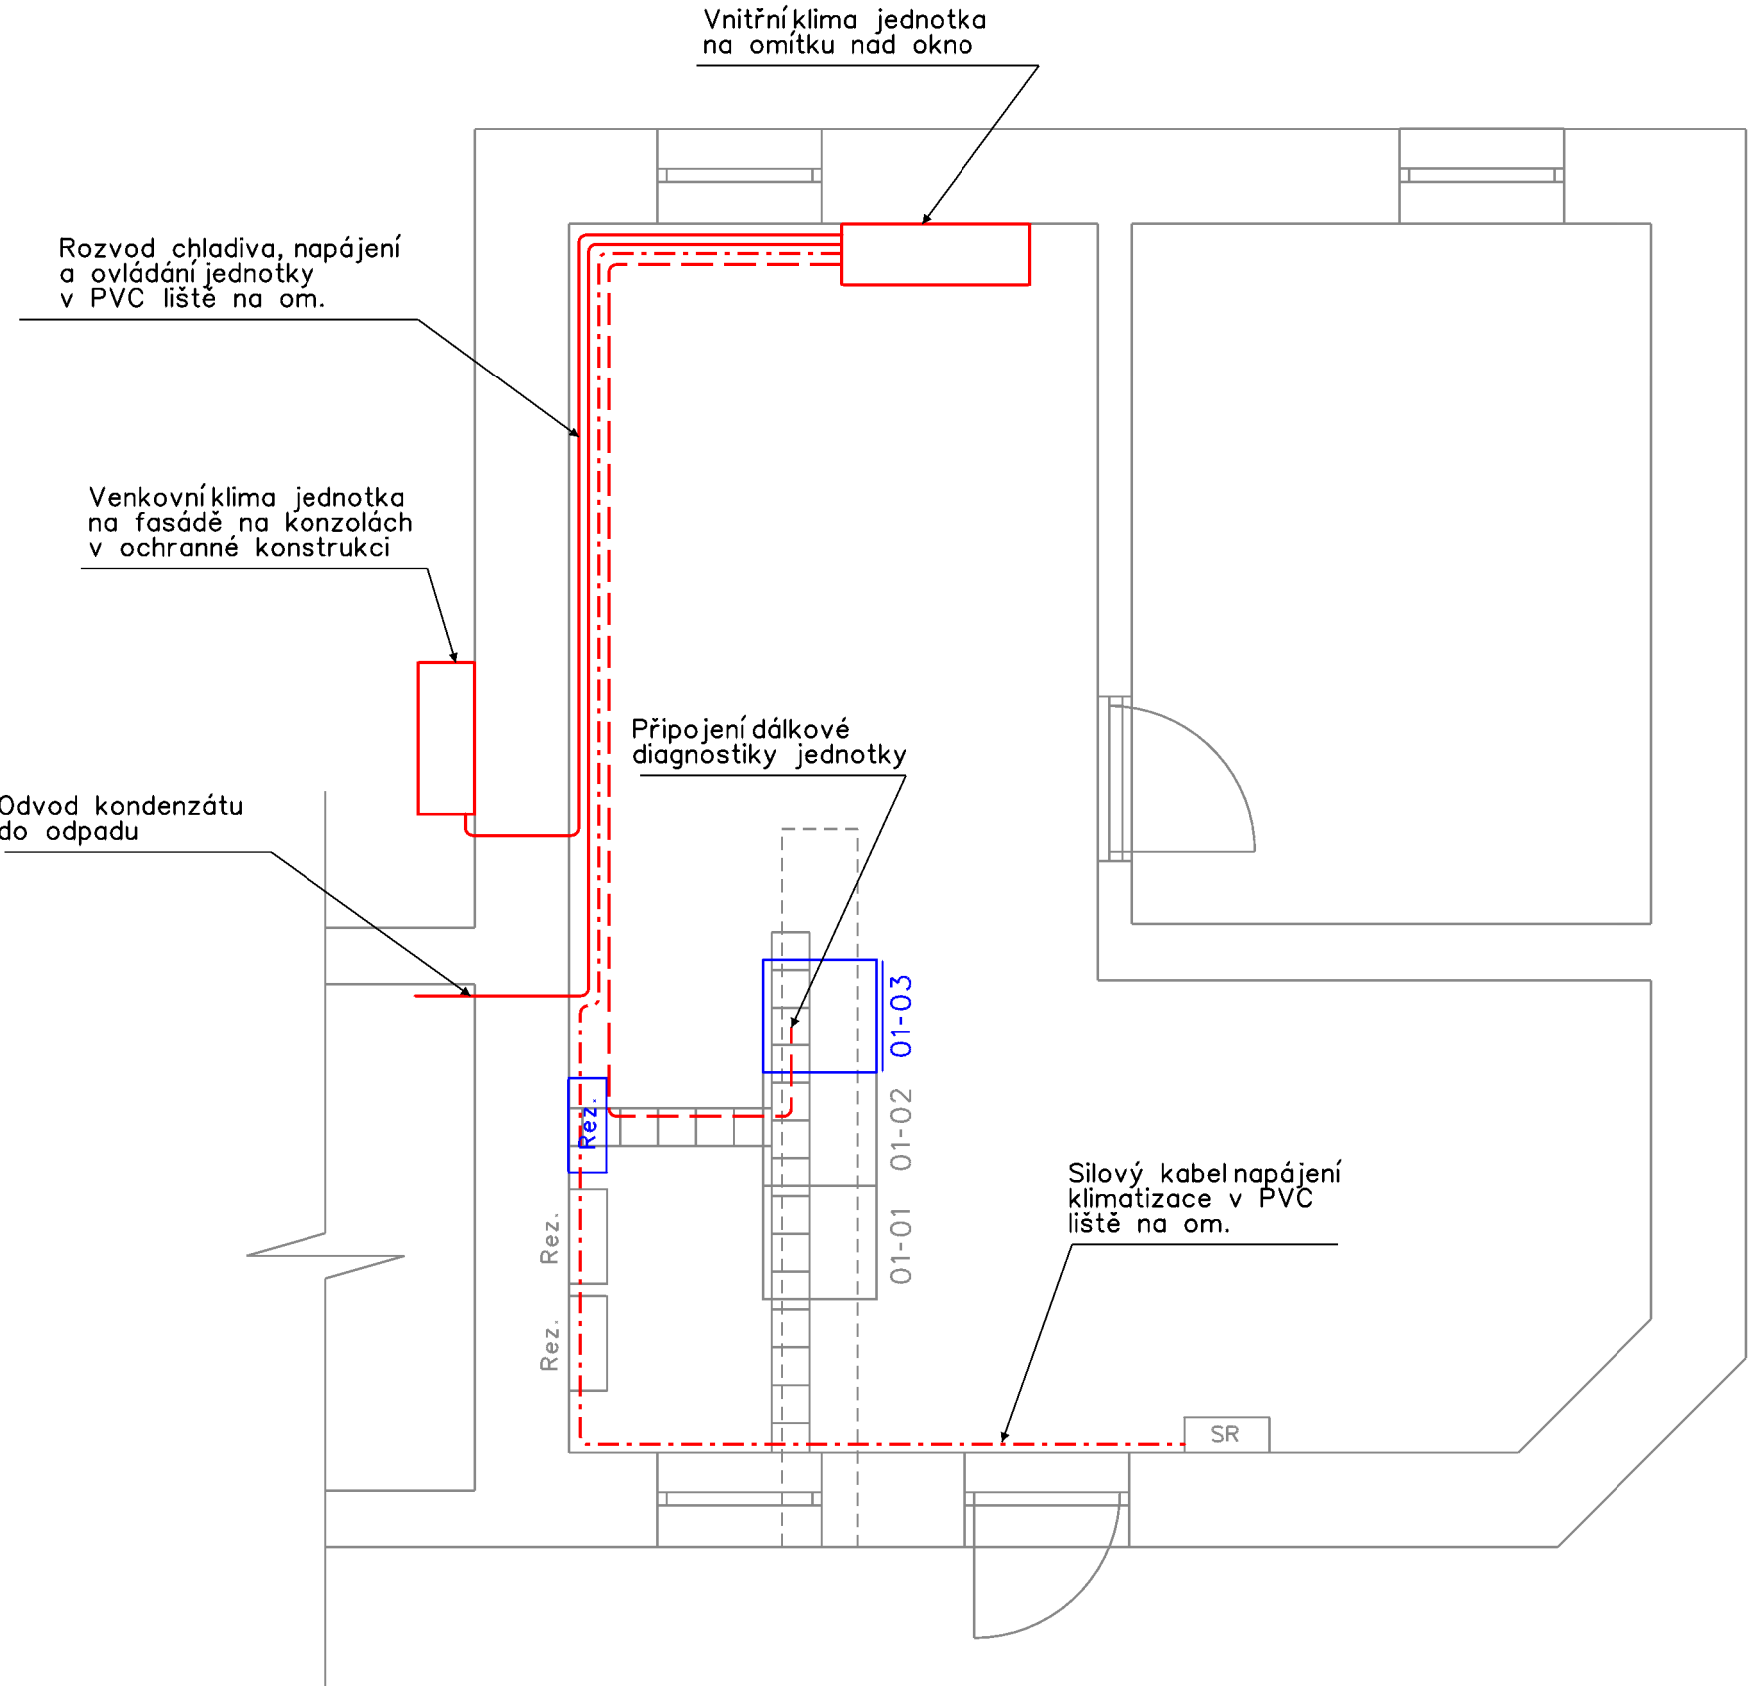 Vnitřní klima jednotka
na omítku nad okno
Rozvod chladiva, napájení
a ovládání jednotky
v PVC liště na om.
Venkovní klima jednotka
na fasádě na konzolách
v ochranné konstrukci
Připojení dálkové
diagnostiky jednotky
Odvod kondenzátu
do odpadu
01-03
01-02
01-01
Rez.
Rez.
Rez.
Silový kabel napájení
klimatizace v PVC
liště na om.
SR